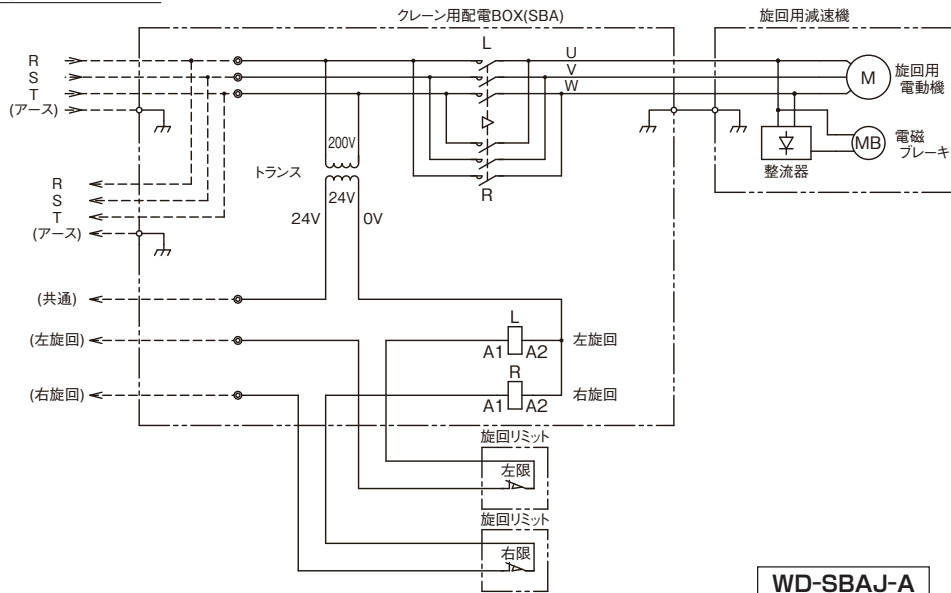 クレーン用配電BOX(SBA)
旋回用減速機
L
R
S
T
(アース)
U
V
W
M
旋回用
電動機
MB
電磁
ブレーキ
整流器
200V
トランス
24V
24V
0V
R
R
S
T
(アース)
(共通)
(左旋回)
(右旋回)
L
A1
A2
左旋回
R
A1
A2
右旋回
旋回リミット
左限
旋回リミット
右限
WD-SBAJ-A